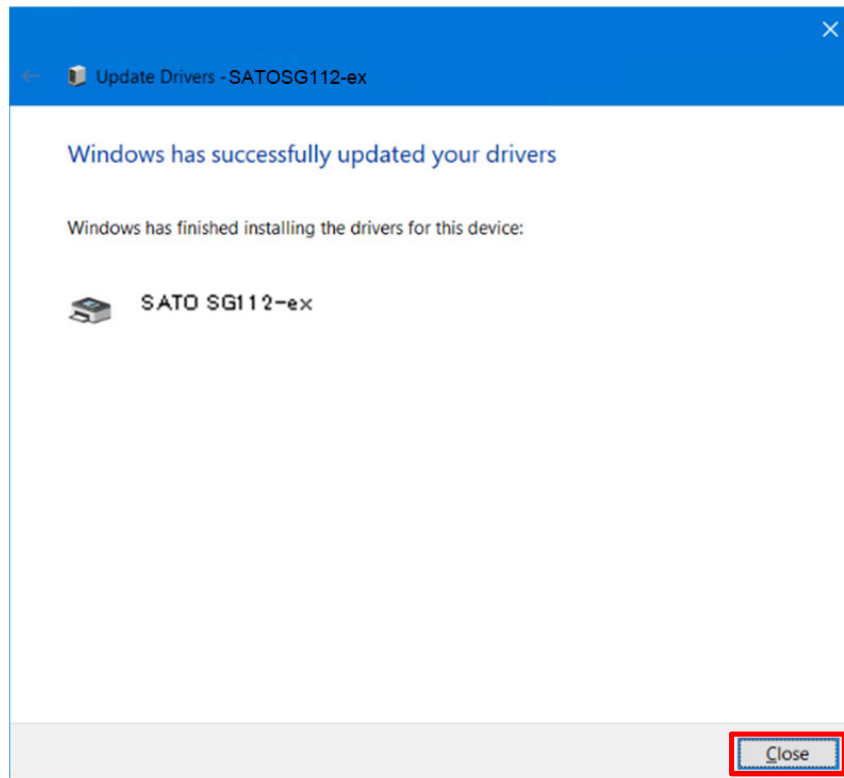 Update Drivers - SATOSG112-ex
Windows has successfully updated your drivers
Windows has finished installing the drivers for this device:
SATO SG112-ex
Close